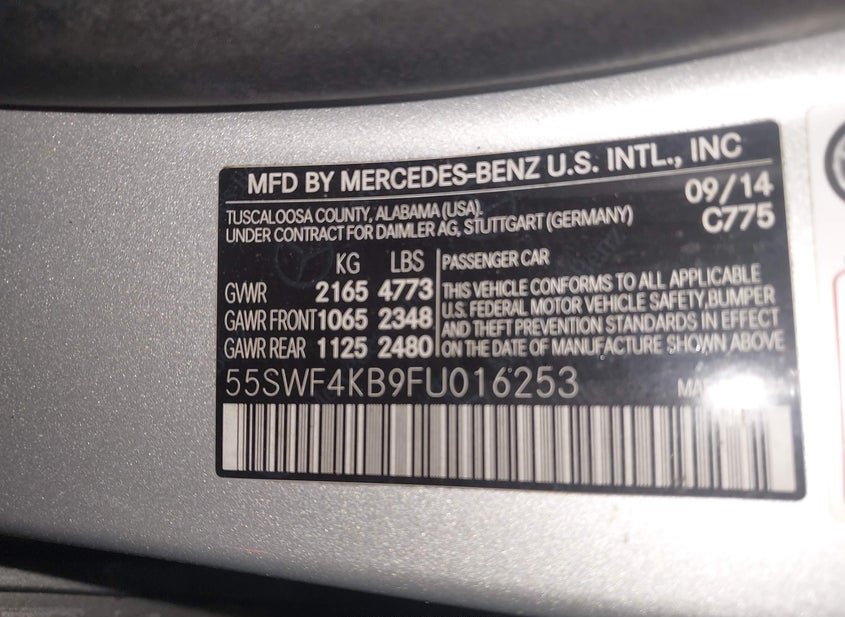 MFD BY MERCEDES-BENZ U.S. INTL., INC
TUSCALOOSA COUNTY, ALABAMA (USA).
UNDER CONTRACT FOR DAIMLER AG, STUTTGART (GERMANY)
09/14
C775
KG LBS
GVWR 2165 4773
GAWR FRONT 1065 2348
GAWR REAR 1125 2480
PASSENGER CAR
THIS VEHICLE CONFORMS TO ALL APPLICABLE
U.S. FEDERAL MOTOR VEHICLE SAFETY, BUMPER
AND THEFT PREVENTION STANDARDS IN EFFECT
ON THE DATE OF MANUFACTURE SHOWN ABOVE
55SWF4KB9FU016253